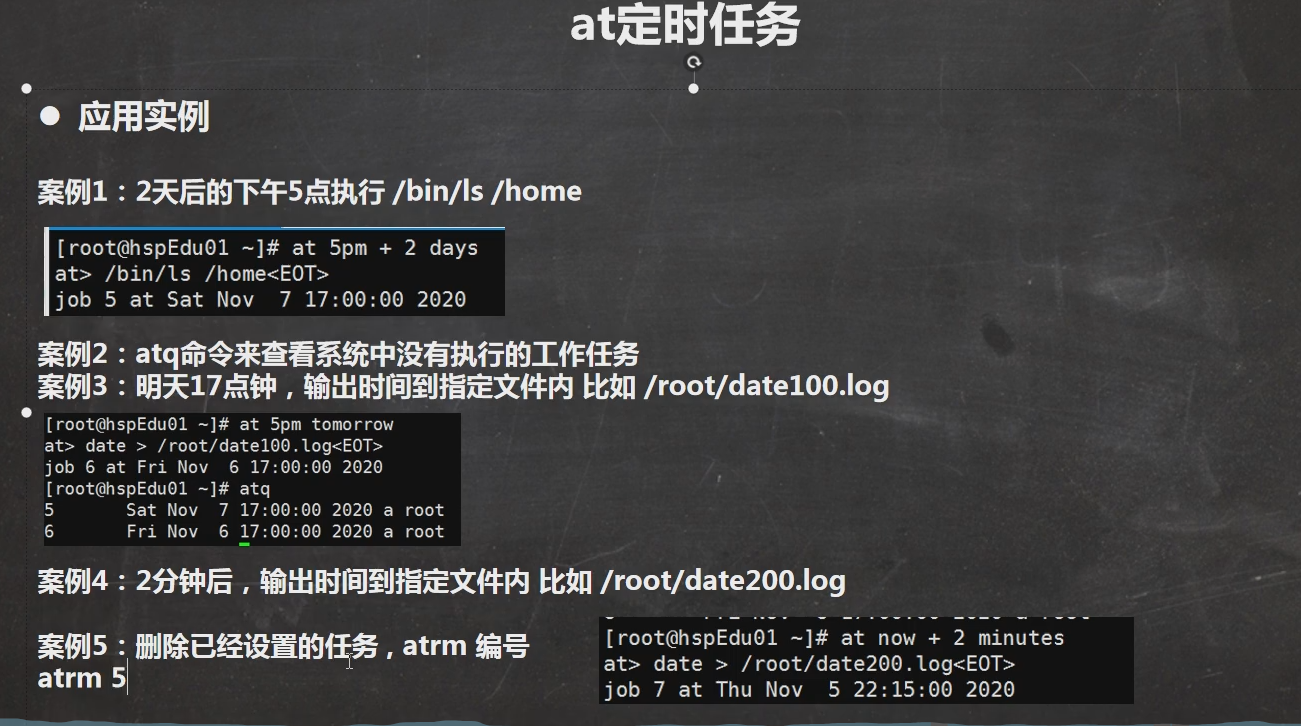 at定时任务
应用实例
案例1：2天后的下午5点执行 /bin/ls /home
[root@hspEdu01 ~]# at 5pm + 2 days
at> /bin/ls /home<EOT>
job 5 at Sat Nov  7 17:00:00 2020
案例2：atq命令来查看系统中没有执行的工作任务
案例3：明天17点钟，输出时间到指定文件内 比如 /root/date100.log
[root@hspEdu01 ~]# at 5pm tomorrow
at> date > /root/date100.log<EOT>
job 6 at Fri Nov  6 17:00:00 2020
[root@hspEdu01 ~]# atq
5       Sat Nov  7 17:00:00 2020 a root
6       Fri Nov  6 17:00:00 2020 a root
案例4：2分钟后，输出时间到指定文件内 比如 /root/date200.log
案例5：删除已经设置的任务 , atrm 编号
atrm 5
[root@hspEdu01 ~]# at now + 2 minutes
at> date > /root/date200.log<EOT>
job 7 at Thu Nov  5 22:15:00 2020